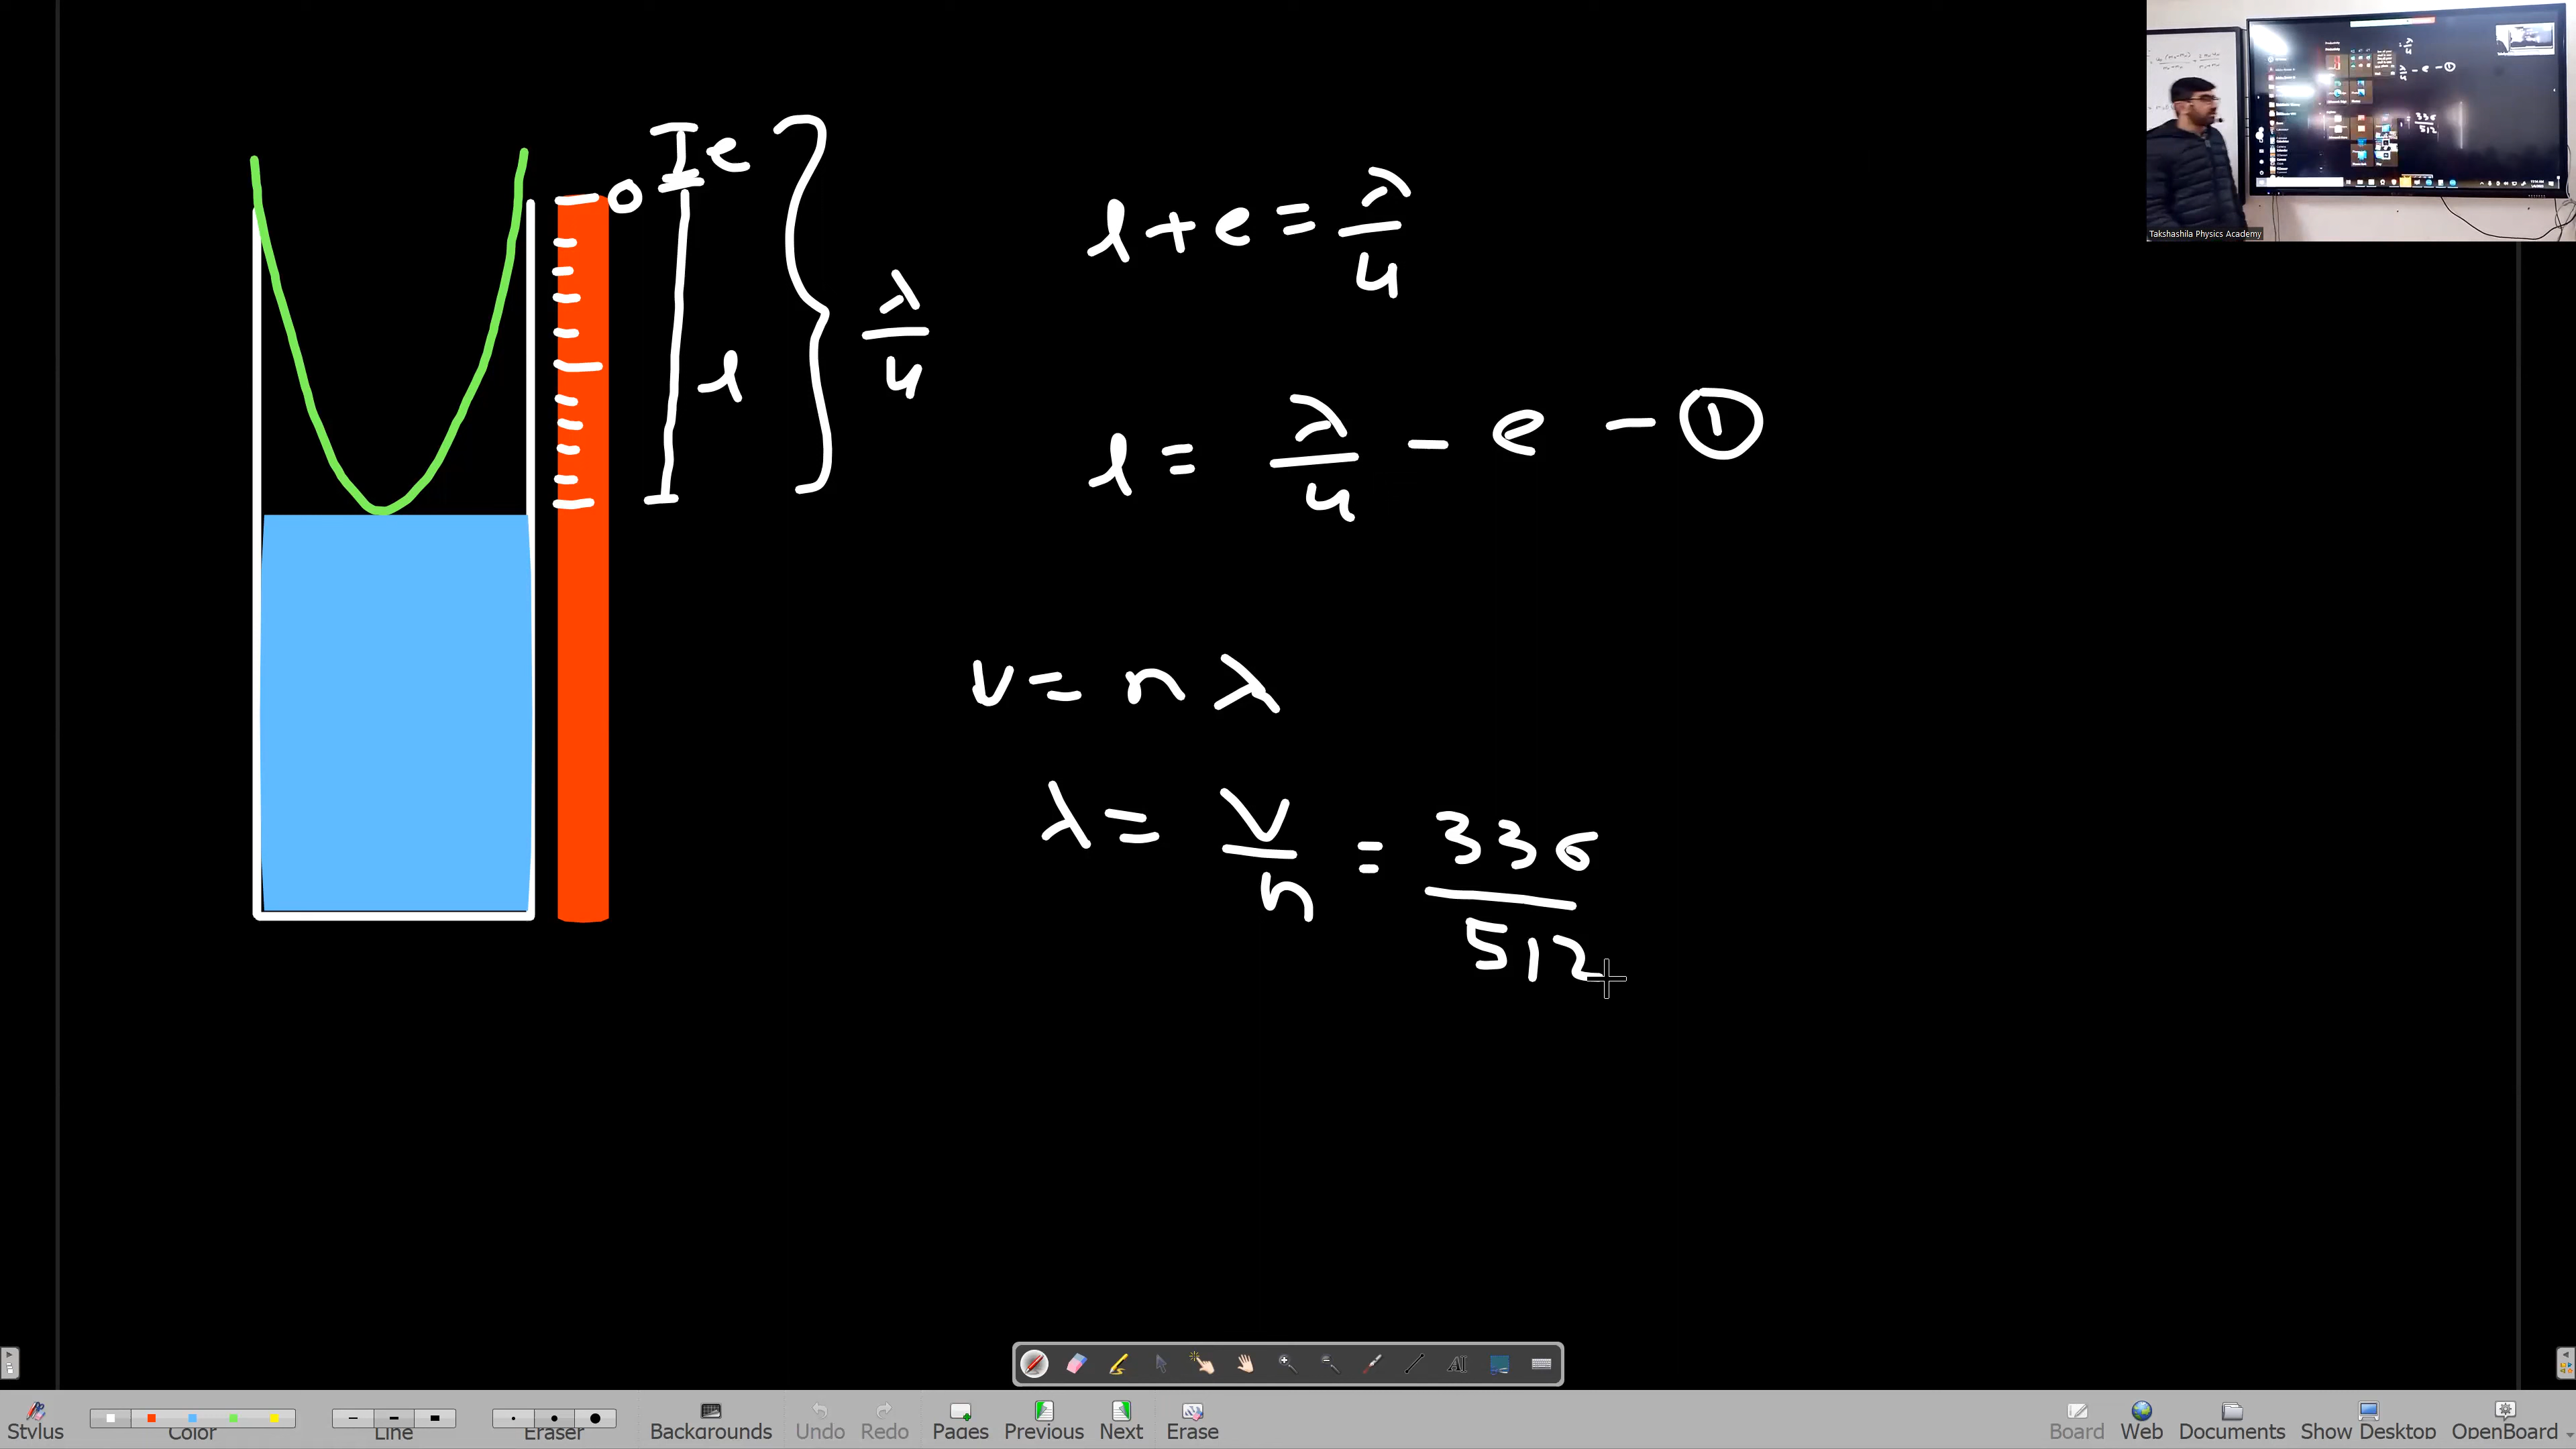 e
0
l
λ/4
l + e = λ/4
l = λ/4 - e - ①
v = n λ
λ = v/n = 336/512
Takshashila Physics Academy
Stylus Color Line Eraser Backgrounds Undo Redo Pages Previous Next Erase Board Web Documents Show Desktop OpenBoard